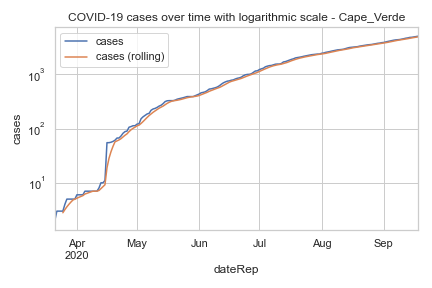 COVID-19 cases over time with logarithmic scale - Cape_Verde
cases
cases (rolling)
10³
10²
10¹
cases
Apr
2020
May
Jun
Jul
Aug
Sep
dateRep